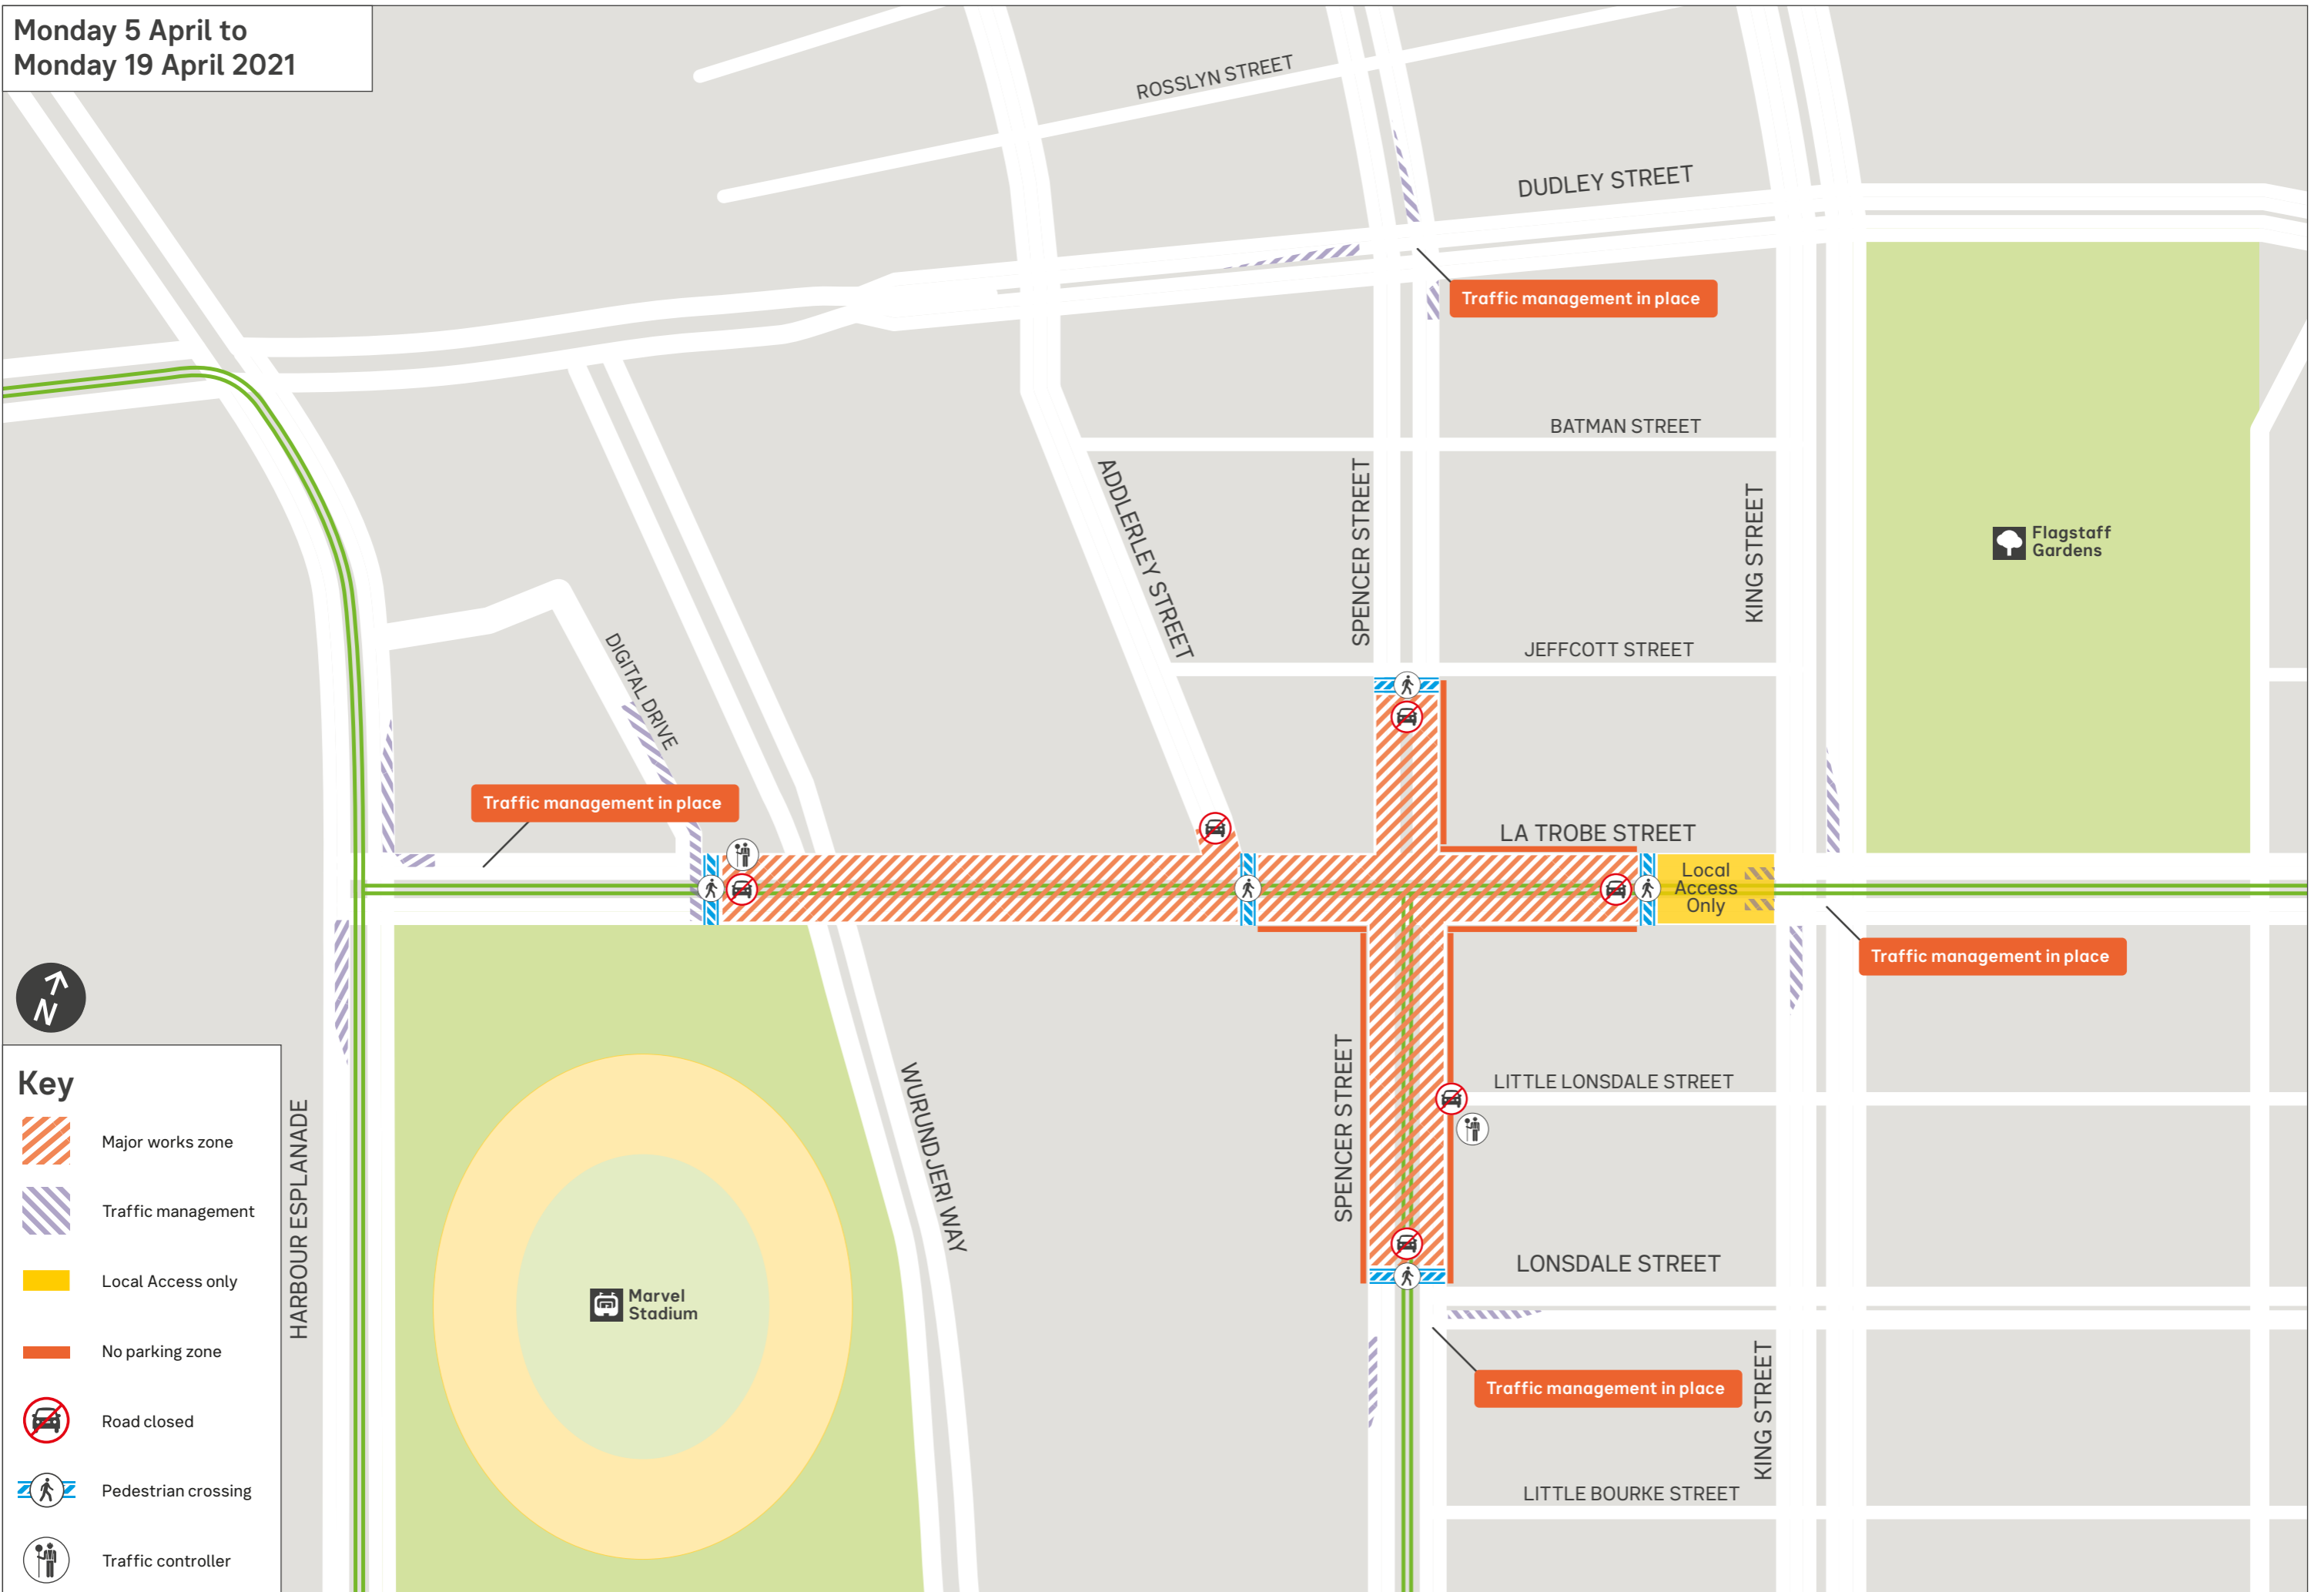 Monday 5 April to
Monday 19 April 2021
ROSSLYN STREET
DUDLEY STREET
Traffic management in place
BATMAN STREET
ADDLERLEY STREET
SPENCER STREET
KING STREET
Flagstaff
Gardens
JEFFCOTT STREET
DIGITAL DRIVE
Traffic management in place
LA TROBE STREET
Local
Access
Only
Traffic management in place
N
Key
Major works zone
Traffic management
Local Access only
No parking zone
Road closed
Pedestrian crossing
Traffic controller
HARBOUR ESPLANADE
WURUNDJERI WAY
Marvel
Stadium
SPENCER STREET
LITTLE LONSDALE STREET
LONSDALE STREET
Traffic management in place
KING STREET
LITTLE BOURKE STREET